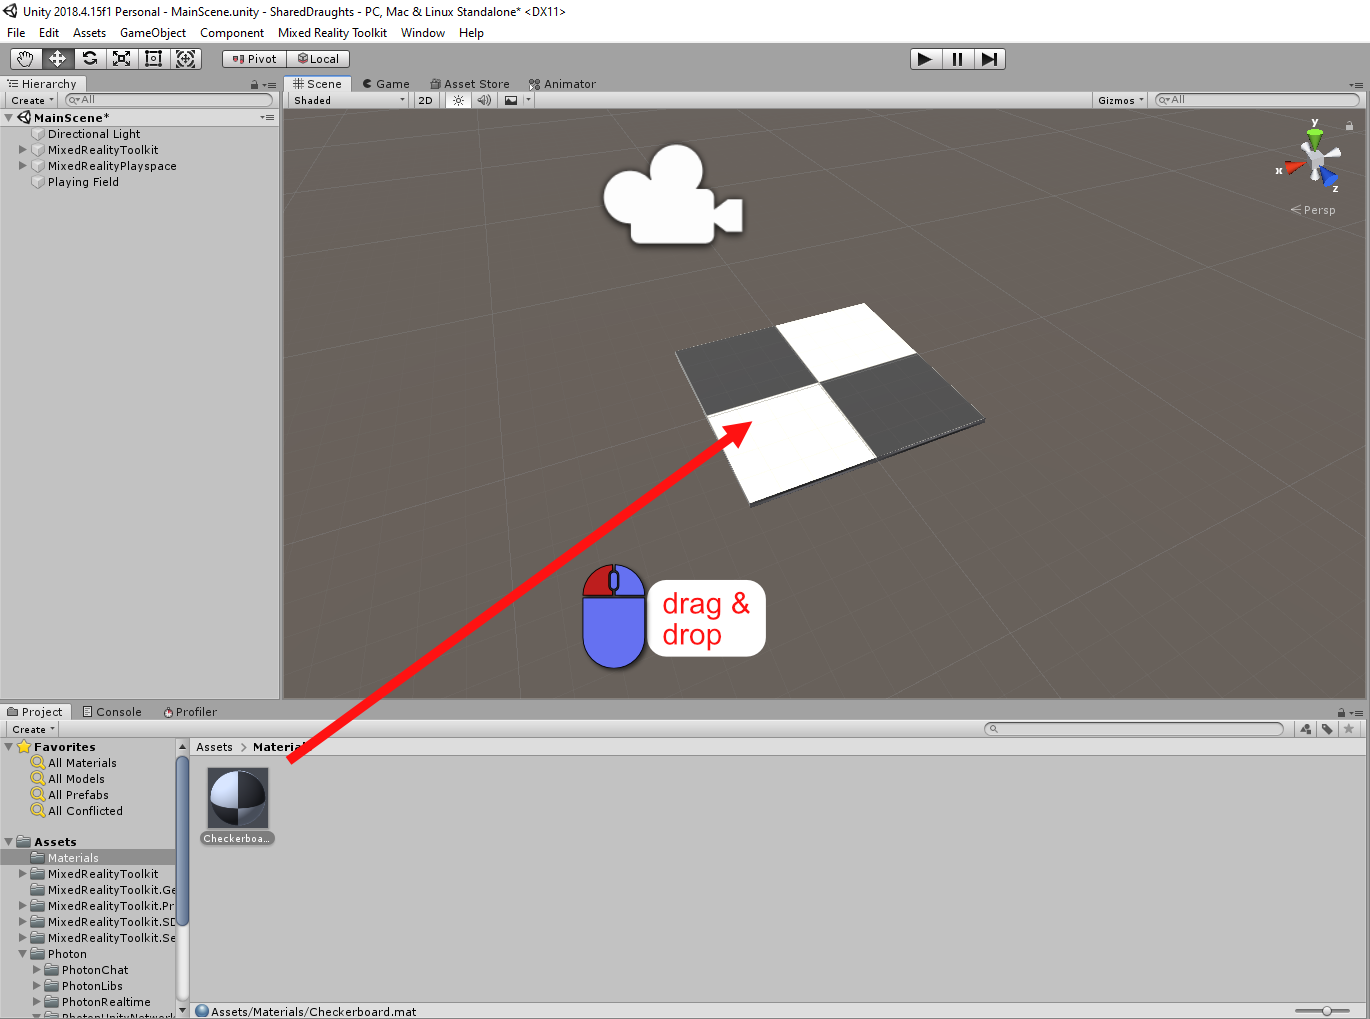 Unity 2018.4.15f1 Personal - MainScene.unity - SharedDraughts - PC, Mac & Linux Standalone* <DX11>
File Edit Assets GameObject Component Mixed Reality Toolkit Window Help
Pivot Local
Hierarchy
Create All
MainScene*
Directional Light
MixedRealityToolkit
MixedRealityPlayspace
Playing Field
Scene Game Asset Store Animator
Shaded 2D Gizmos All
y
x
z
Persp
drag &
drop
Project Console Profiler
Create
Favorites
All Materials
All Models
All Prefabs
All Conflicted
Assets
Materials
MixedRealityToolkit
MixedRealityToolkit.Ge
MixedRealityToolkit.Pr
MixedRealityToolkit.SD
MixedRealityToolkit.Se
Photon
PhotonChat
PhotonLibs
PhotonRealtime
PhotonUnityNetwork
Assets > Material
Checkerboa...
Assets/Materials/Checkerboard.mat